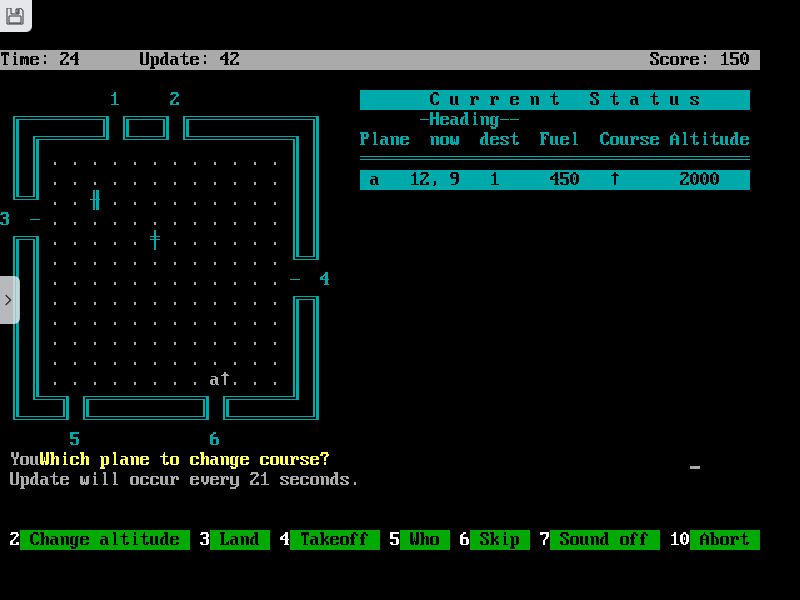 Time: 24 Update: 42 Score: 150
1 2
C u r r e n t S t a t u s
-Heading--
Plane now dest Fuel Course Altitude
a 12, 9 1 450 ↑ 2000
3
4
a↑
5 6
YouWhich plane to change course?
Update will occur every 21 seconds.
2 Change altitude 3 Land 4 Takeoff 5 Who 6 Skip 7 Sound off 10 Abort